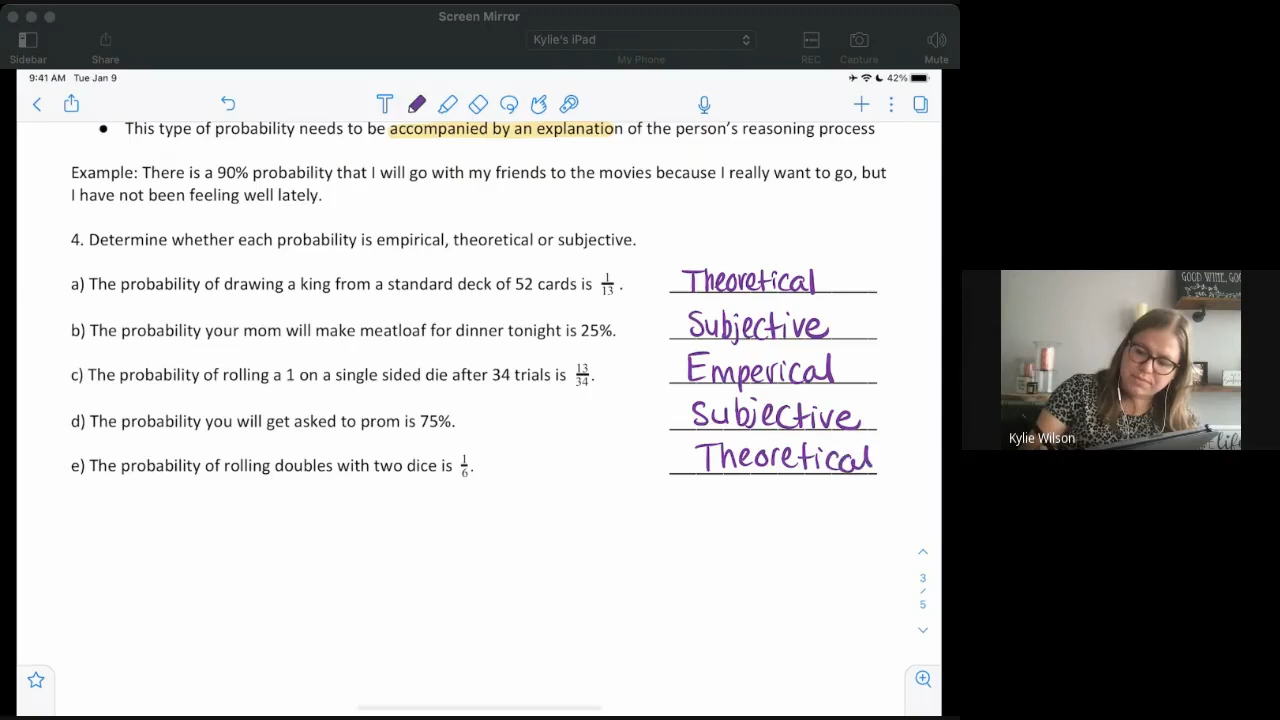 Screen Mirror
Sidebar
Share
Kylie's iPad
My Phone
REC
Capture
Mute
9:41 AM Tue Jan 9
42%
T
• This type of probability needs to be accompanied by an explanation of the person's reasoning process
Example: There is a 90% probability that I will go with my friends to the movies because I really want to go, but
I have not been feeling well lately.
4. Determine whether each probability is empirical, theoretical or subjective.
a) The probability of drawing a king from a standard deck of 52 cards is 1/13. Theoretical
b) The probability your mom will make meatloaf for dinner tonight is 25%. Subjective
c) The probability of rolling a 1 on a single sided die after 34 trials is 13/34. Emperical
d) The probability you will get asked to prom is 75%. Subjective
e) The probability of rolling doubles with two dice is 1/6. Theoretical
3
/
5
GOOD WINE, GO
life
Kylie Wilson